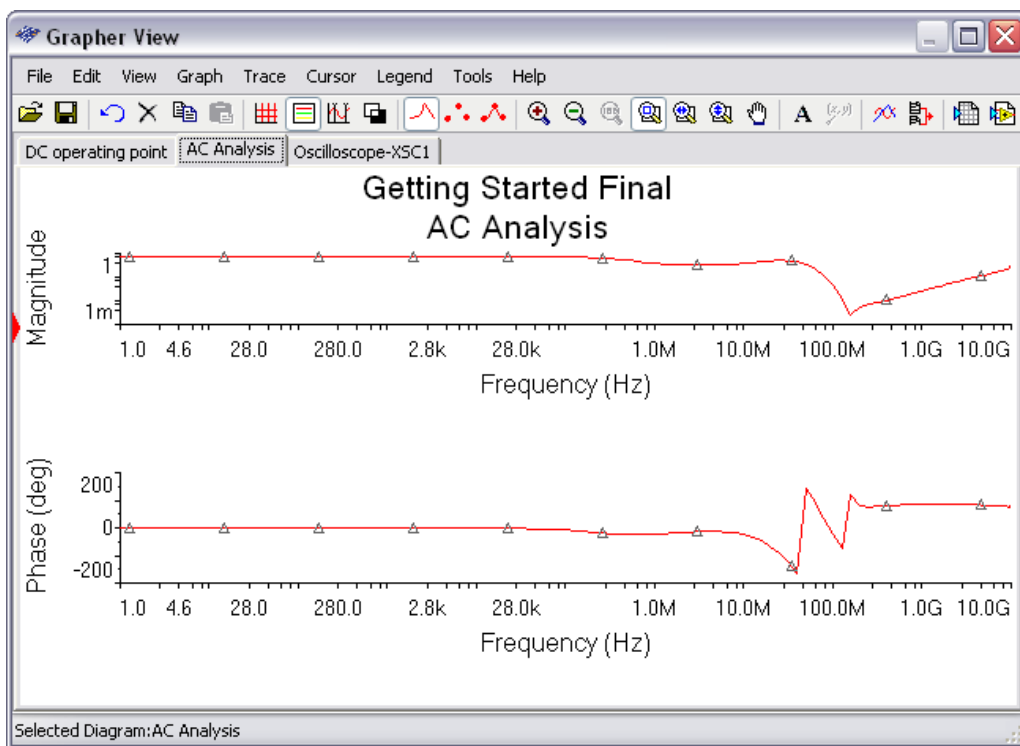 Grapher View
File Edit View Graph Trace Cursor Legend Tools Help
A (x,y)
DC operating point AC Analysis Oscilloscope-XSC1
Getting Started Final
AC Analysis
Magnitude
1
1m
1.0 4.6 28.0 280.0 2.8k 28.0k 1.0M 10.0M 100.0M 1.0G 10.0G
Frequency (Hz)
Phase (deg)
200
0
-200
1.0 4.6 28.0 280.0 2.8k 28.0k 1.0M 10.0M 100.0M 1.0G 10.0G
Frequency (Hz)
Selected Diagram:AC Analysis